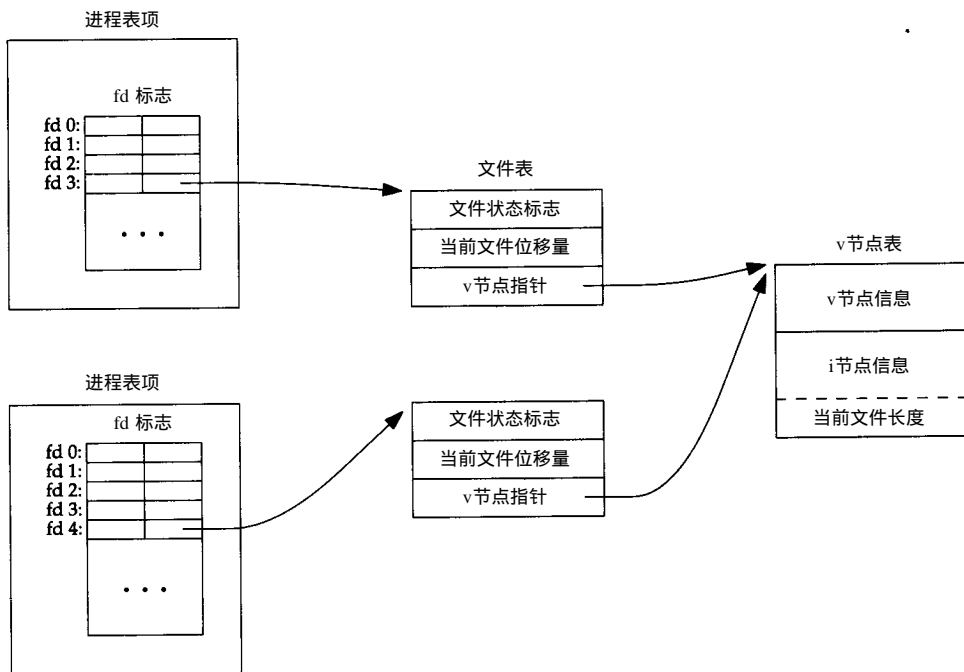 进程表项
fd 标志
fd 0:
fd 1:
fd 2:
fd 3:
• • •
文件表
文件状态标志
当前文件位移量
v节点指针
v节点表
v节点信息
i节点信息
当前文件长度
进程表项
fd 标志
fd 0:
fd 1:
fd 2:
fd 3:
fd 4:
• • •
文件状态标志
当前文件位移量
v节点指针